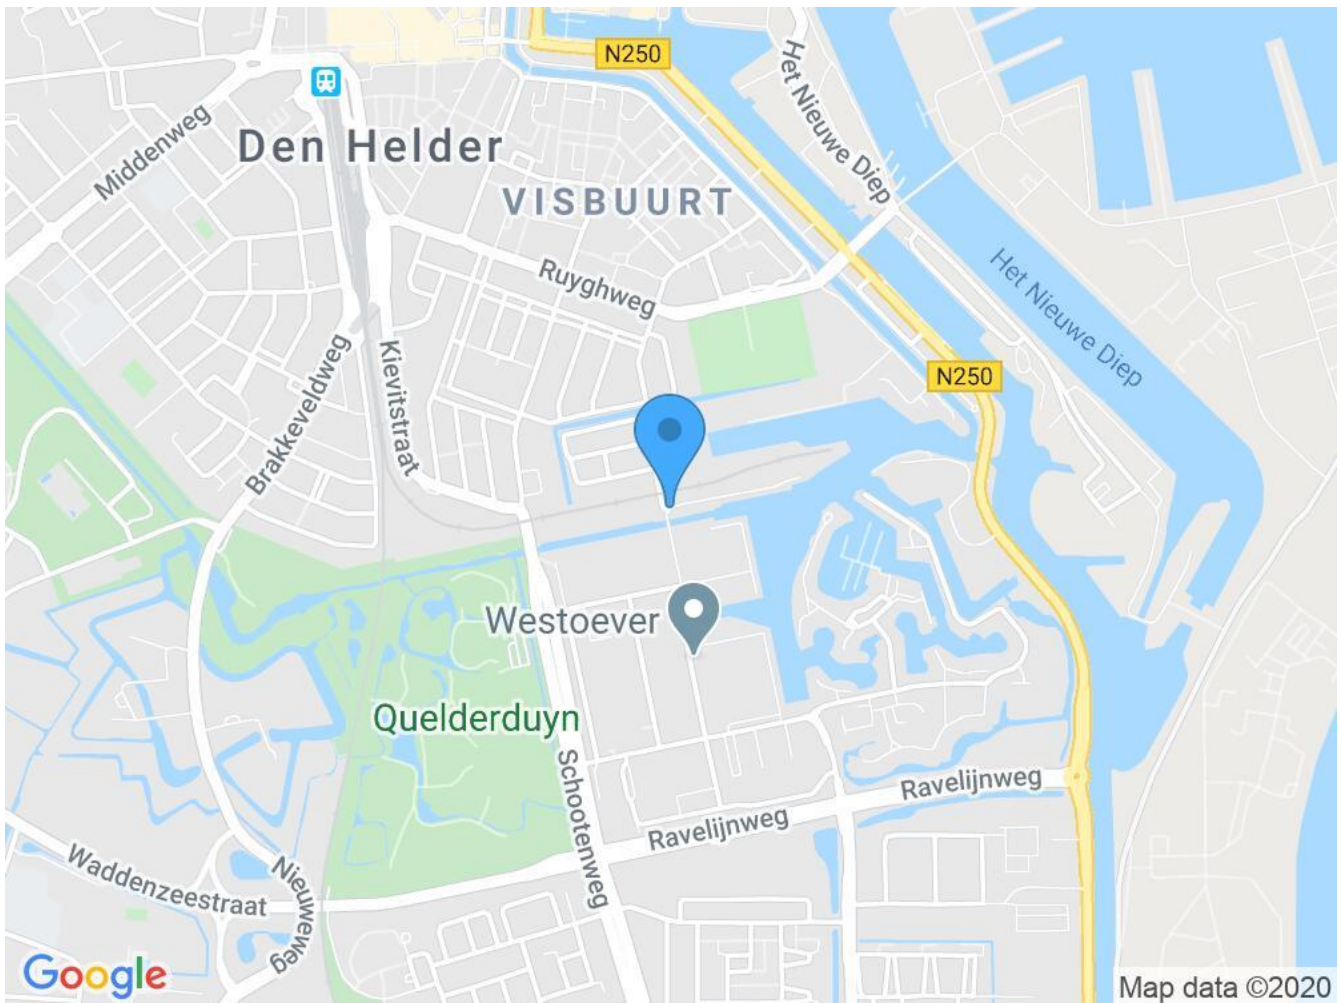 N250
Het Nieuwe Diep
Middenweg
Den Helder
VISBUURT
Ruyghweg
Het Nieuwe Diep
Brakkeveldweg
Kievitstraat
N250
Westoever
Quelderduyn
Schootenweg
Ravelijnweg
Ravelijnweg
Waddenzeestraat
Nieuweweg
Google
Map data ©2020